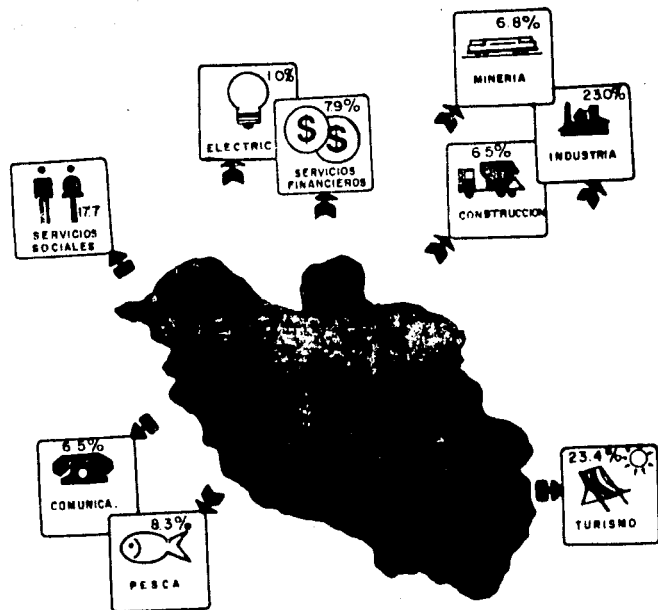 6.8%
MINERIA
1.0%
ELECTRIC
7.9%
$ $
SERVICIOS
FINANCIEROS
23.0%
INDUSTRIA
6.5%
CONSTRUCCION
17.7
SERVICIOS
SOCIALES
6.5%
COMUNICA.
8.3%
PESCA
23.4%
TURISMO